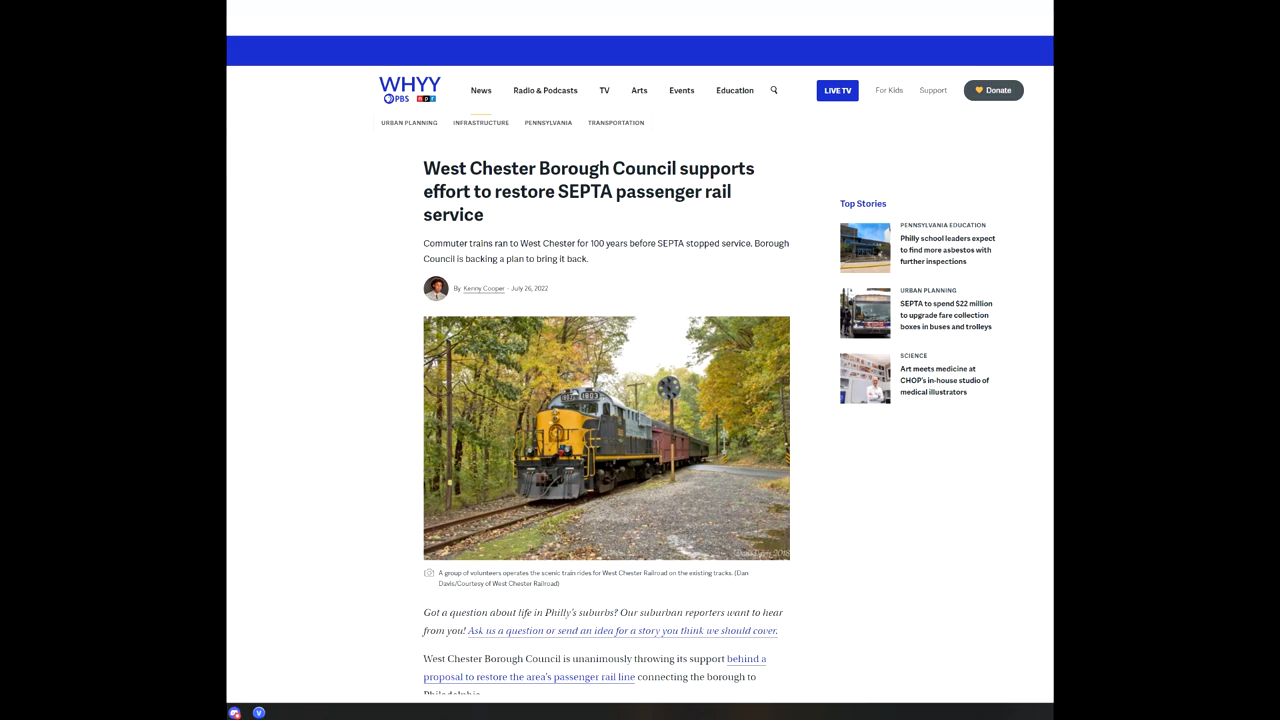 WHYY
PBS npr
News
Radio & Podcasts
TV
Arts
Events
Education
LIVE TV
For Kids
Support
Donate
URBAN PLANNING
INFRASTRUCTURE
PENNSYLVANIA
TRANSPORTATION
West Chester Borough Council supports
effort to restore SEPTA passenger rail
service
Commuter trains ran to West Chester for 100 years before SEPTA stopped service. Borough
Council is backing a plan to bring it back.
By Kenny Cooper · July 26, 2022
1803
A group of volunteers operates the scenic train rides for West Chester Railroad on the existing tracks. (Dan
Davis/Courtesy of West Chester Railroad)
Got a question about life in Philly's suburbs? Our suburban reporters want to hear
from you! Ask us a question or send an idea for a story you think we should cover.
West Chester Borough Council is unanimously throwing its support behind a
proposal to restore the area's passenger rail line connecting the borough to
Philadelphia.
Top Stories
PENNSYLVANIA EDUCATION
Philly school leaders expect
to find more asbestos with
further inspections
URBAN PLANNING
SEPTA to spend $22 million
to upgrade fare collection
boxes in buses and trolleys
SCIENCE
Art meets medicine at
CHOP's in-house studio of
medical illustrators
V